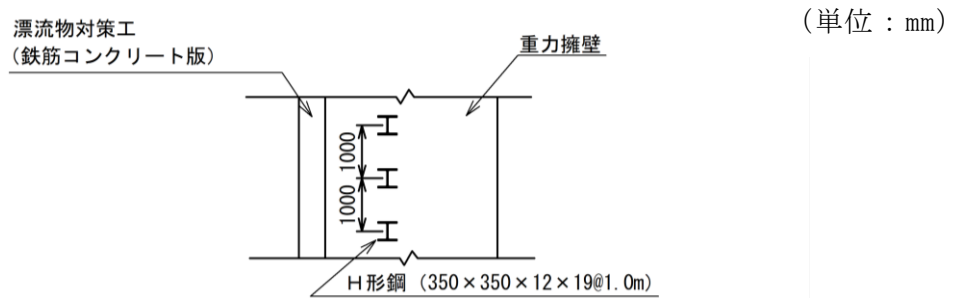 （単位：mm）
漂流物対策工
（鉄筋コンクリート版）
重力擁壁
1000
1000
H形鋼（350×350×12×19@1.0m）